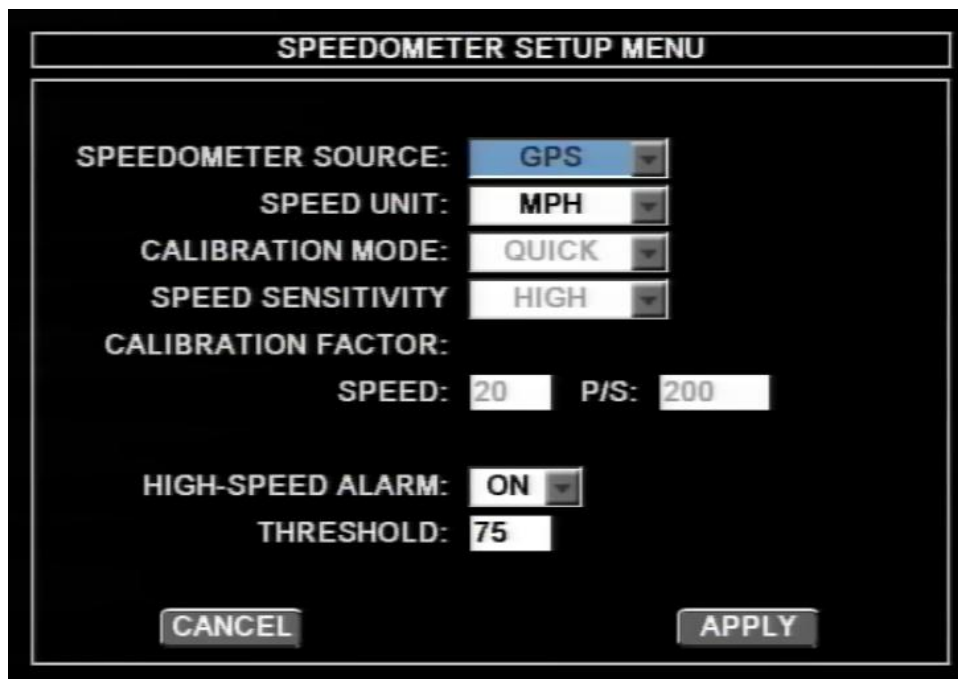 SPEEDOMETER SETUP MENU
SPEEDOMETER SOURCE: GPS
SPEED UNIT: MPH
CALIBRATION MODE: QUICK
SPEED SENSITIVITY HIGH
CALIBRATION FACTOR:
SPEED: 20 P/S: 200
HIGH-SPEED ALARM: ON
THRESHOLD: 75
CANCEL APPLY